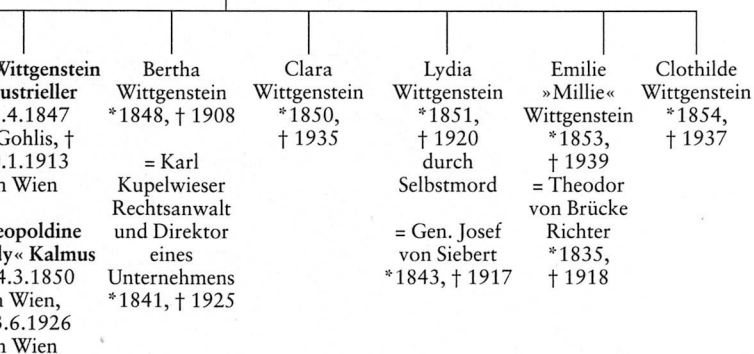 Wittgenstein
ustrieller
.4.1847
Gohlis, †
.1.1913
n Wien
eopoldine
ly« Kalmus
4.3.1850
n Wien,
3.6.1926
n Wien
Bertha
Wittgenstein
*1848, † 1908
= Karl
Kupelwieser
Rechtsanwalt
und Direktor
eines
Unternehmens
*1841, † 1925
Clara
Wittgenstein
*1850,
† 1935
Lydia
Wittgenstein
*1851,
† 1920
durch
Selbstmord
= Gen. Josef
von Siebert
*1843, † 1917
Emilie
»Millie«
Wittgenstein
*1853,
† 1939
= Theodor
von Brücke
Richter
*1835,
† 1918
Clothilde
Wittgenstein
*1854,
† 1937